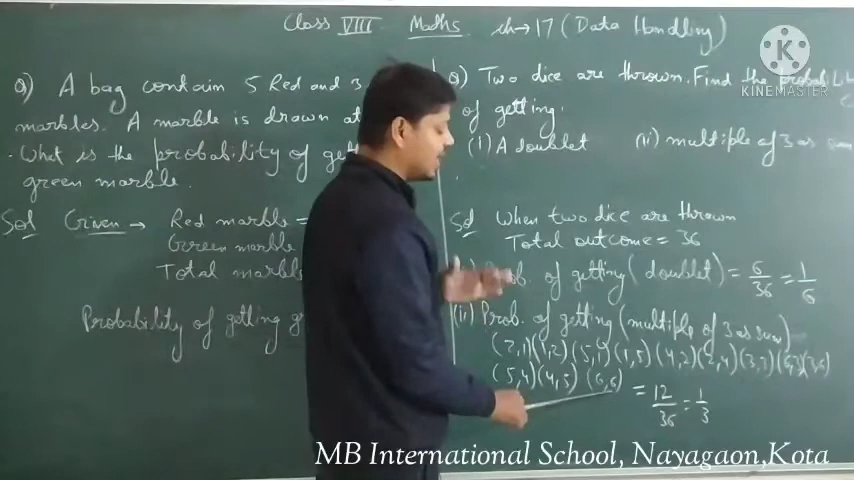 Class VIII Maths ch→17 (Data Handling)
Q) A bag contain 5 Red and 3
marbles. A marble is drawn at
. What is the probability of
green marble.
Sol Given → Red marble =
Green marble
Total marb
Probability of getting
Q) Two dice are thrown. Find the
of getting.
(i) A doublet (ii) multiple of 3 as sum
Sol When two dice are thrown
Total outcome = 36
Prob. of getting (doublet) = 6/36 = 1/6
(ii) Prob. of getting (multiple of 3 as sum)
(2,1)(1,2)(5,1)(1,5)(4,2)(2,4)(3,3)(6,3)(3,6)
(5,4)(4,5)(6,6) = 12/36 = 1/3
KINEMASTER
MB International School, Nayagaon,Kota